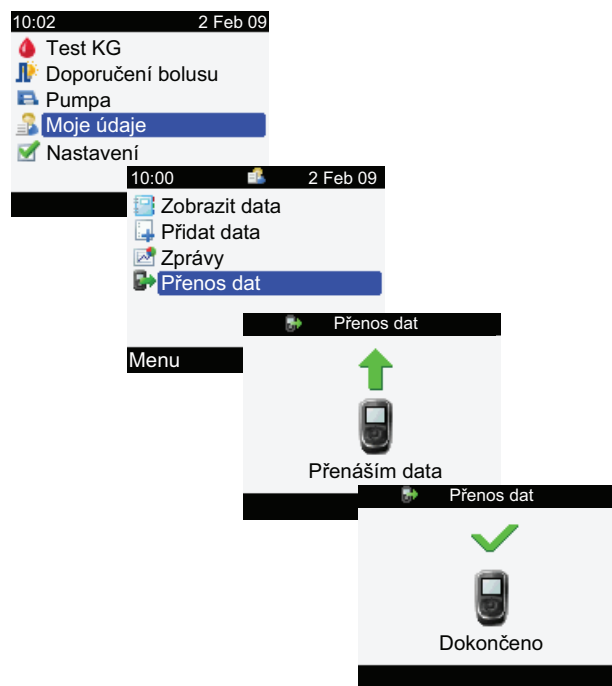 10:02 2 Feb 09
Test KG
Doporučení bolusu
Pumpa
Moje údaje
Nastavení
10:00 2 Feb 09
Zobrazit data
Přidat data
Zprávy
Přenos dat
Menu
Přenos dat
Přenáším data
Přenos dat
Dokončeno